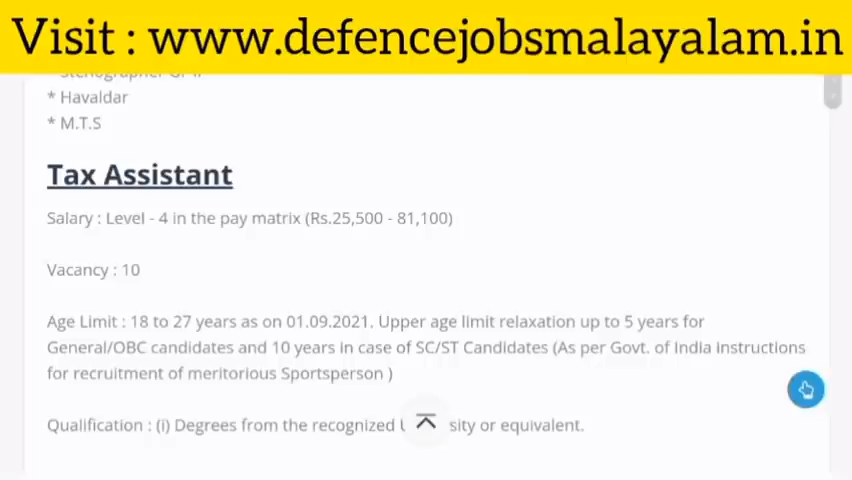 Visit : www.defencejobsmalayalam.in
* Stenographer Gr-II
* Havaldar
* M.T.S
Tax Assistant
Salary : Level - 4 in the pay matrix (Rs.25,500 - 81,100)
Vacancy : 10
Age Limit : 18 to 27 years as on 01.09.2021. Upper age limit relaxation up to 5 years for
General/OBC candidates and 10 years in case of SC/ST Candidates (As per Govt. of India instructions
for recruitment of meritorious Sportsperson )
Qualification : (i) Degrees from the recognized sity or equivalent.